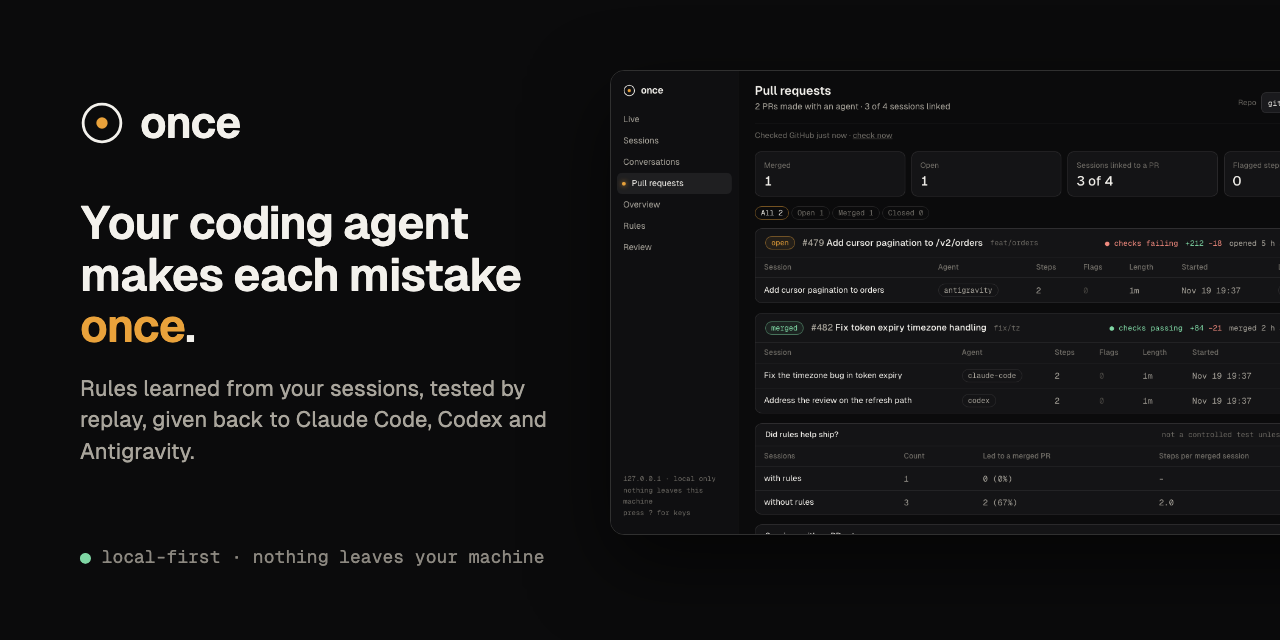 once
Your coding agent
makes each mistake
once.
Rules learned from your sessions, tested by
replay, given back to Claude Code, Codex and
Antigravity.
local-first · nothing leaves your machine
once
Live
Sessions
Conversations
Pull requests
Overview
Rules
Review
127.0.0.1 · local only
nothing leaves this
machine
press ? for keys
Pull requests
2 PRs made with an agent · 3 of 4 sessions linked
Repo
Checked GitHub just now · check now
Merged
1
Open
1
Sessions linked to a PR
3 of 4
Flagged
0
All 2 Open 1 Merged 1 Closed 0
open #479 Add cursor pagination to /v2/orders feat/orders checks failing +212 −18 opened 5 h
Session Agent Steps Flags Length Started
Add cursor pagination to orders antigravity 2 0 1m Nov 19 19:37
merged #482 Fix token expiry timezone handling fix/tz checks passing +84 −21 merged 2 h
Session Agent Steps Flags Length Started
Fix the timezone bug in token expiry claude-code 2 0 1m Nov 19 19:37
Address the review on the refresh path codex 2 0 1m Nov 19 19:37
Did rules help ship? not a controlled test
Sessions Count Led to a merged PR Steps per merged session
with rules 1 0 (0%) –
without rules 3 2 (67%) 2.0